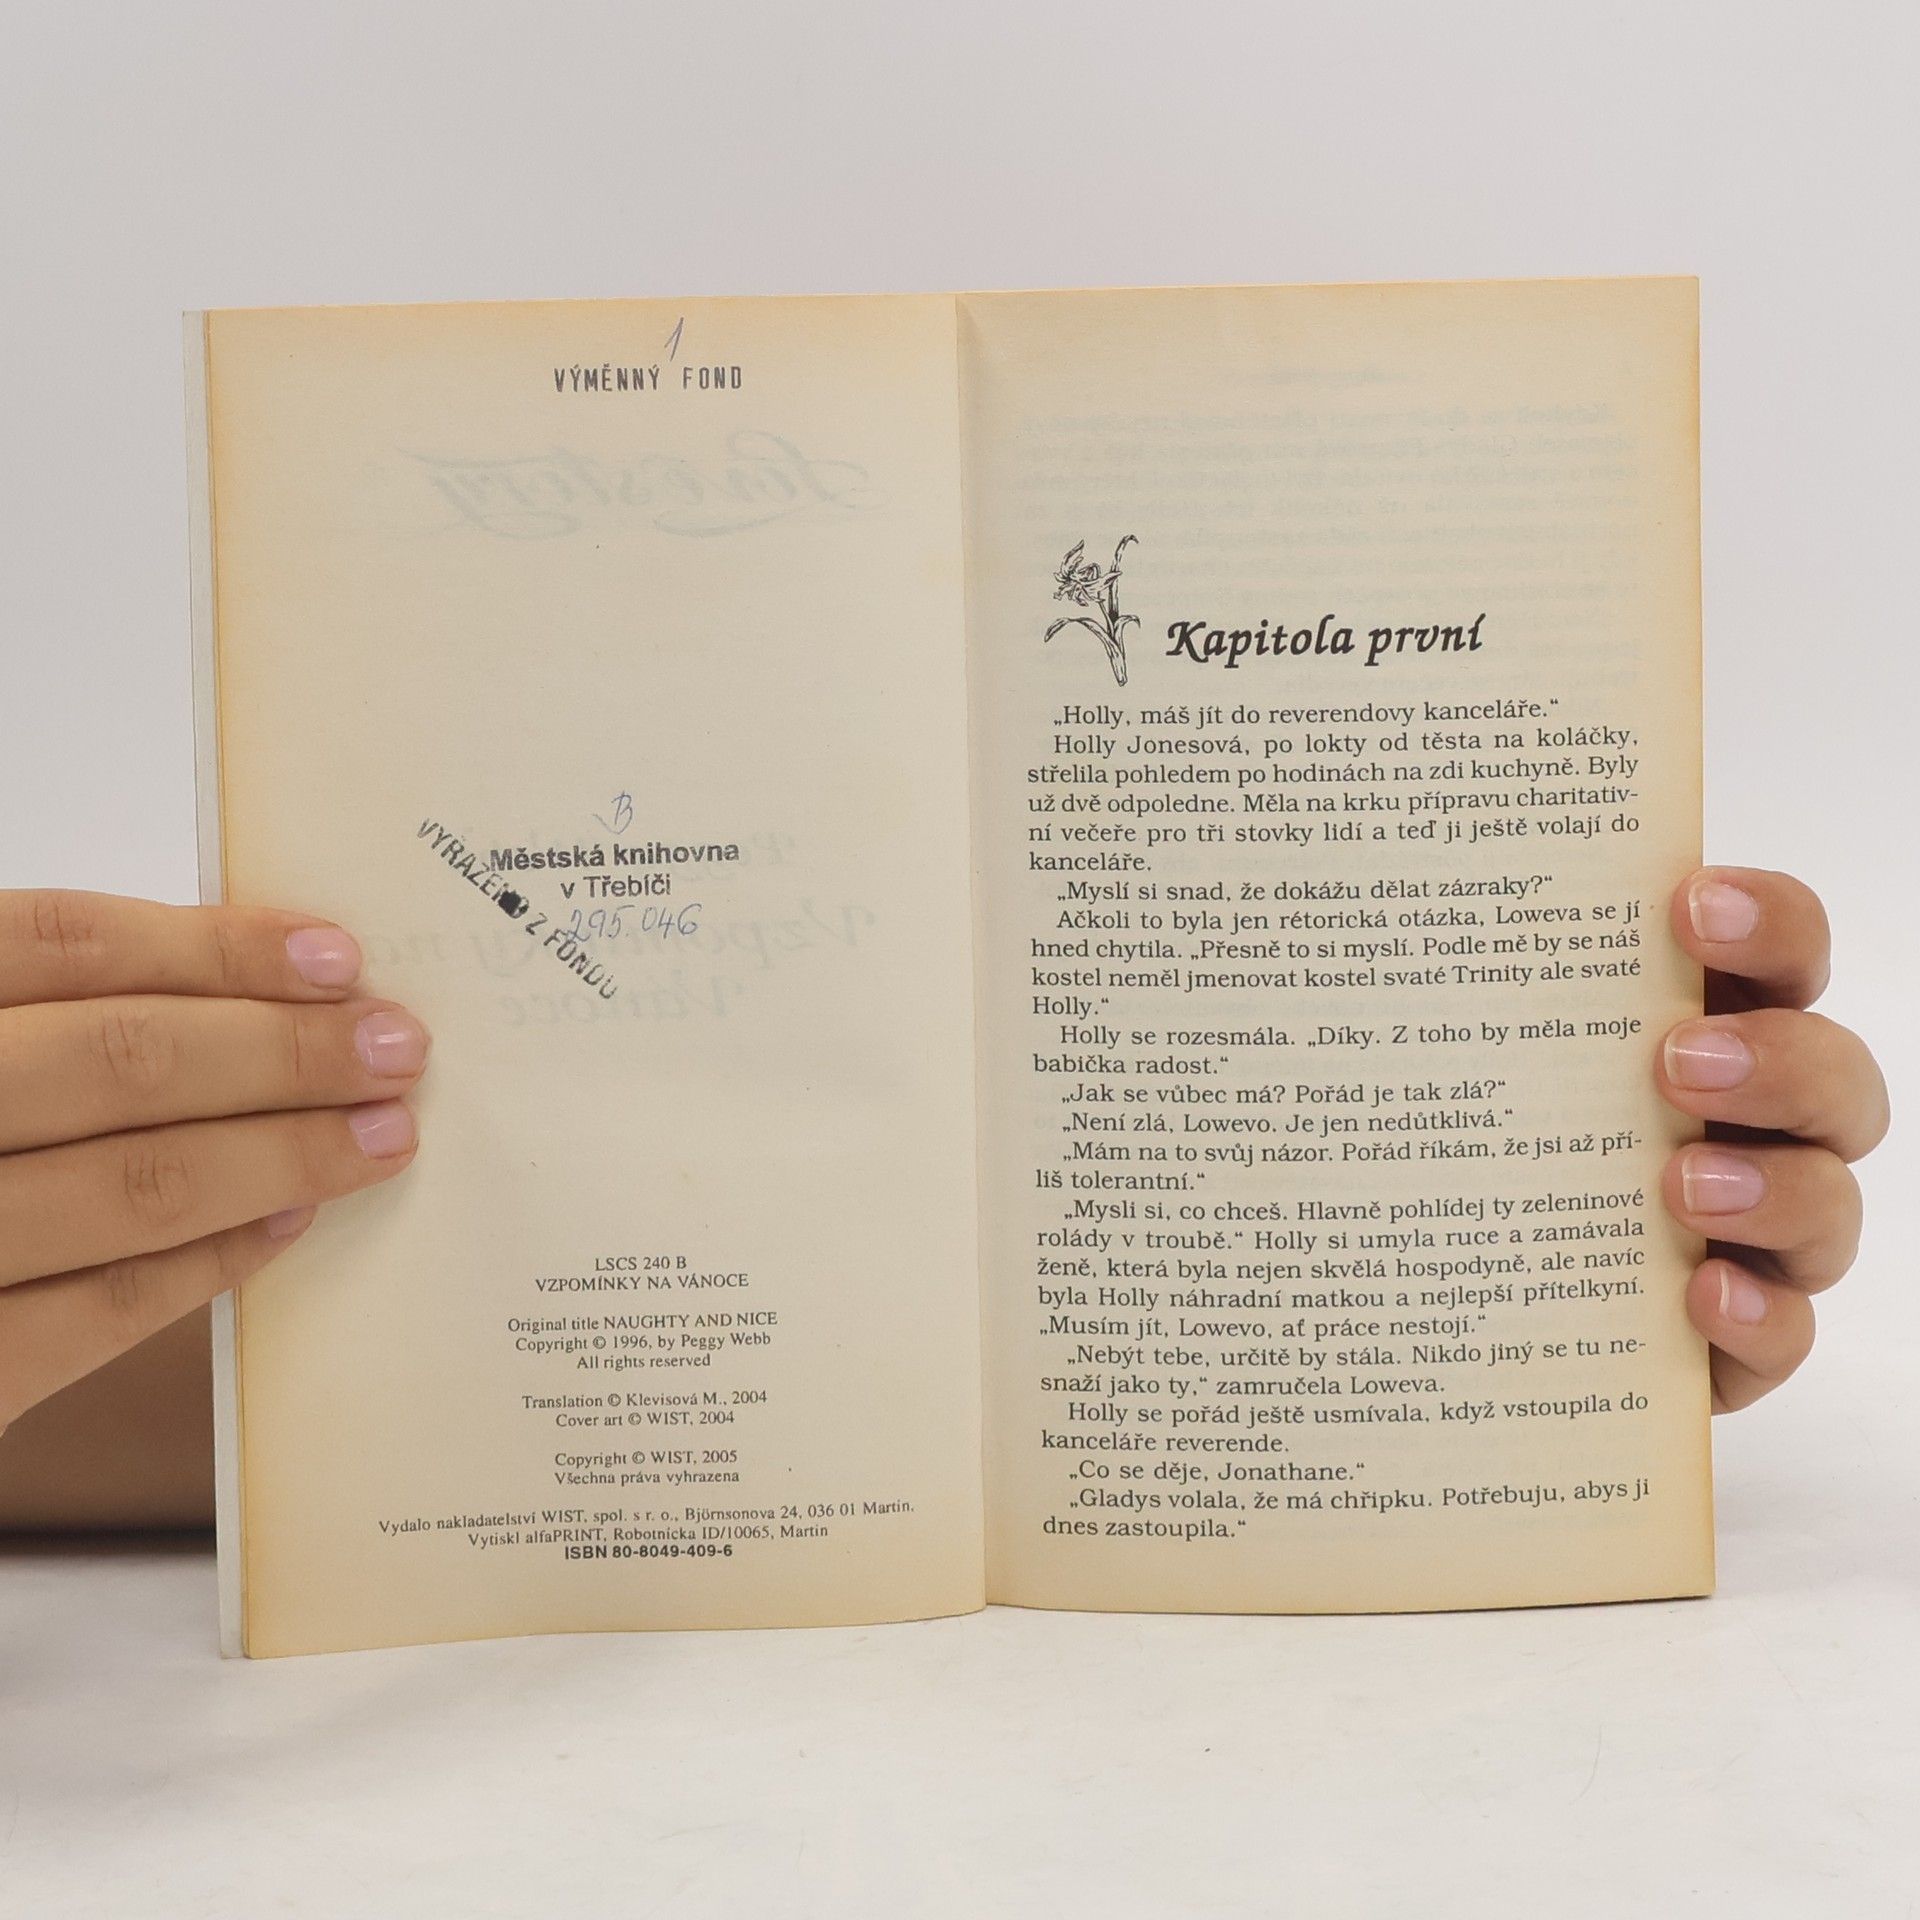 1
VÝMĚNNÝ FOND
B
Městská knihovna
v Třebíči
295.046
VYŘAZENO Z FONDU
LSCS 240 B
VZPOMÍNKY NA VÁNOCE
Original title NAUGHTY AND NICE
Copyright © 1996, by Peggy Webb
All rights reserved
Translation © Klevisová M., 2004
Cover art © WIST, 2004
Copyright © WIST, 2005
Všechna práva vyhrazena
Vydalo nakladatelství WIST, spol. s r. o., Björnsonova 24, 036 01 Martin,
Vytiskl alfaPRINT, Robotnícka ID/10065, Martin
ISBN 80-8049-409-6
Kapitola první
„Holly, máš jít do reverendovy kanceláře.“
Holly Jonesová, po lokty od těsta na koláčky,
střelila pohledem po hodinách na zdi kuchyně. Byly
už dvě odpoledne. Měla na krku přípravu charitativ-
ní večeře pro tři stovky lidí a teď ji ještě volají do
kanceláře.
„Myslí si snad, že dokážu dělat zázraky?“
Ačkoli to byla jen rétorická otázka, Loweva se jí
hned chytila. „Přesně to si myslí. Podle mě by se náš
kostel neměl jmenovat kostel svaté Trinity ale svaté
Holly.“
Holly se rozesmála. „Díky. Z toho by měla moje
babička radost.“
„Jak se vůbec má? Pořád je tak zlá?“
„Není zlá, Lowevo. Je jen nedůtklivá.“
„Mám na to svůj názor. Pořád říkám, že jsi až pří-
liš tolerantní.“
„Mysli si, co chceš. Hlavně pohlídej ty zeleninové
rolády v troubě.“ Holly si umyla ruce a zamávala
ženě, která byla nejen skvělá hospodyně, ale navíc
byla Holly náhradní matkou a nejlepší přítelkyní.
„Musím jít, Lowevo, ať práce nestojí.“
„Nebýt tebe, určitě by stála. Nikdo jiný se tu ne-
snaží jako ty,“ zamručela Loweva.
Holly se pořád ještě usmívala, když vstoupila do
kanceláře reverende.
„Co se děje, Jonathane.“
„Gladys volala, že má chřipku. Potřebuju, abys ji
dnes zastoupila.“